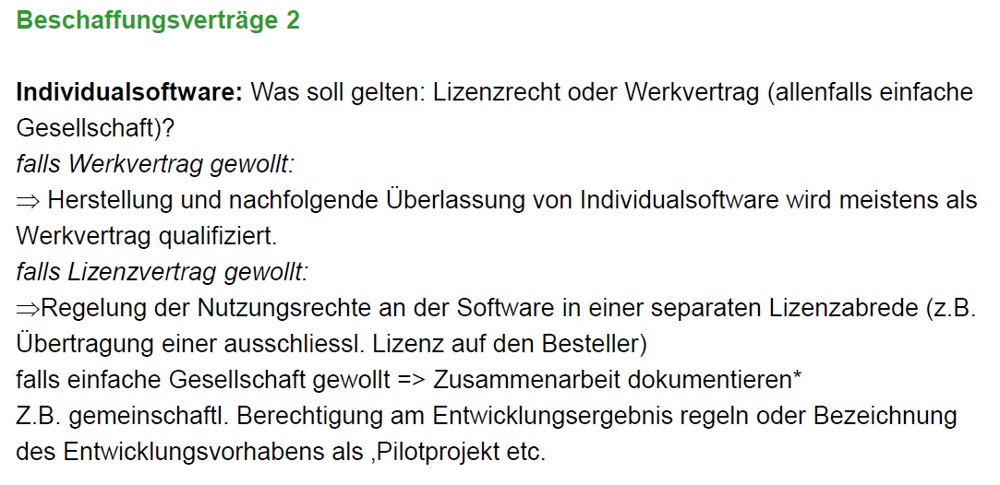 Beschaffungsverträge 2
Individualsoftware: Was soll gelten: Lizenzrecht oder Werkvertrag (allenfalls einfache
Gesellschaft)?
falls Werkvertrag gewollt:
⇒ Herstellung und nachfolgende Überlassung von Individualsoftware wird meistens als
Werkvertrag qualifiziert.
falls Lizenzvertrag gewollt:
⇒Regelung der Nutzungsrechte an der Software in einer separaten Lizenzabrede (z.B.
Übertragung einer ausschliessl. Lizenz auf den Besteller)
falls einfache Gesellschaft gewollt => Zusammenarbeit dokumentieren*
Z.B. gemeinschaftl. Berechtigung am Entwicklungsergebnis regeln oder Bezeichnung
des Entwicklungsvorhabens als ‚Pilotprojekt etc.